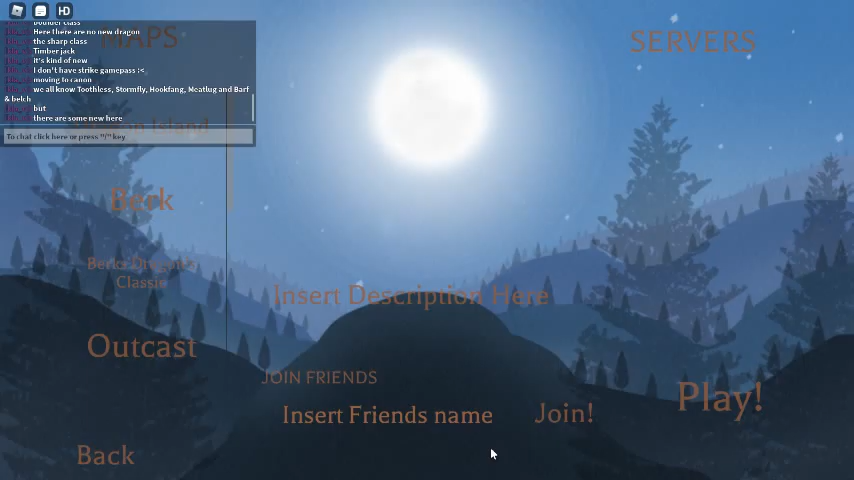 HD
boulder class
Here there are no new dragon
the sharp class
Timber jack
it's kind of new
I don't have strike gamepass :<
moving to canon
we all know Toothless, Stormfly, Hookfang, Meatlug and Barf
& belch
but
there are some new here
To chat click here or press "/" key
MAPS
SERVERS
Island
Berk
Berks Dragons
Classic
Outcast
Back
Insert Description Here
JOIN FRIENDS
Insert Friends name
Join!
Play!